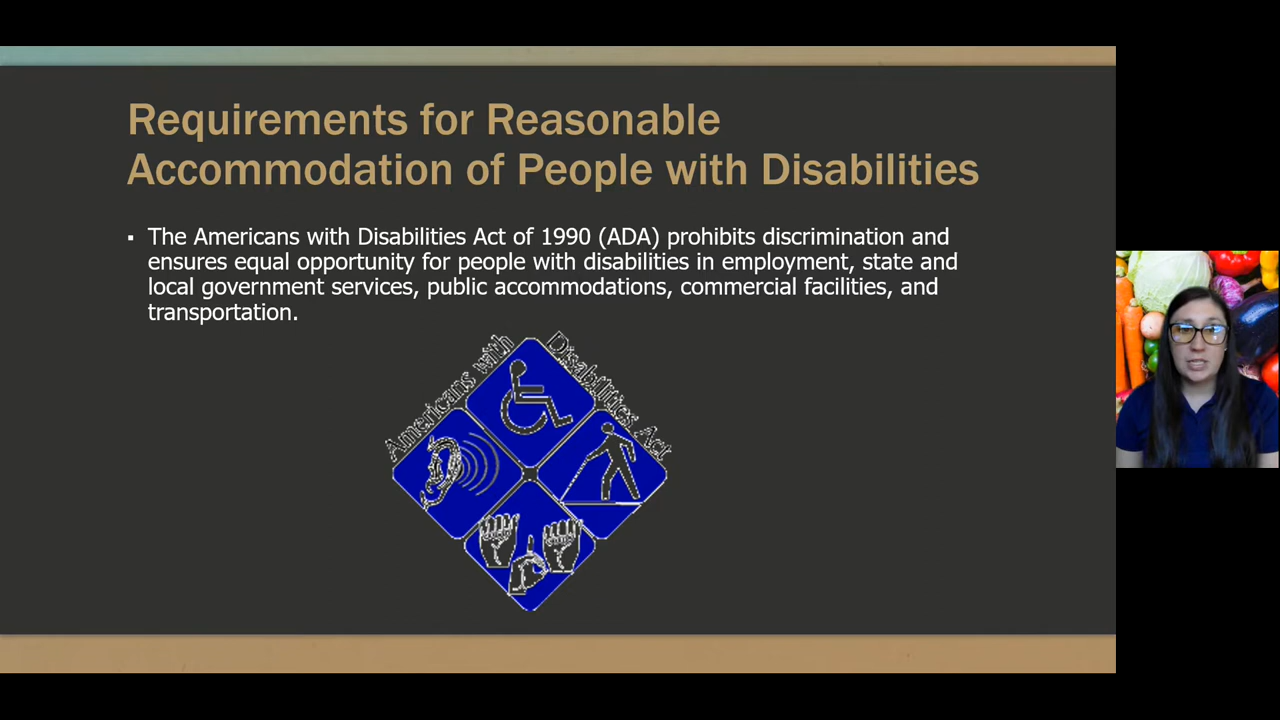 Requirements for Reasonable
Accommodation of People with Disabilities
▪ The Americans with Disabilities Act of 1990 (ADA) prohibits discrimination and
ensures equal opportunity for people with disabilities in employment, state and
local government services, public accommodations, commercial facilities, and
transportation.
Americans with Disabilities Act